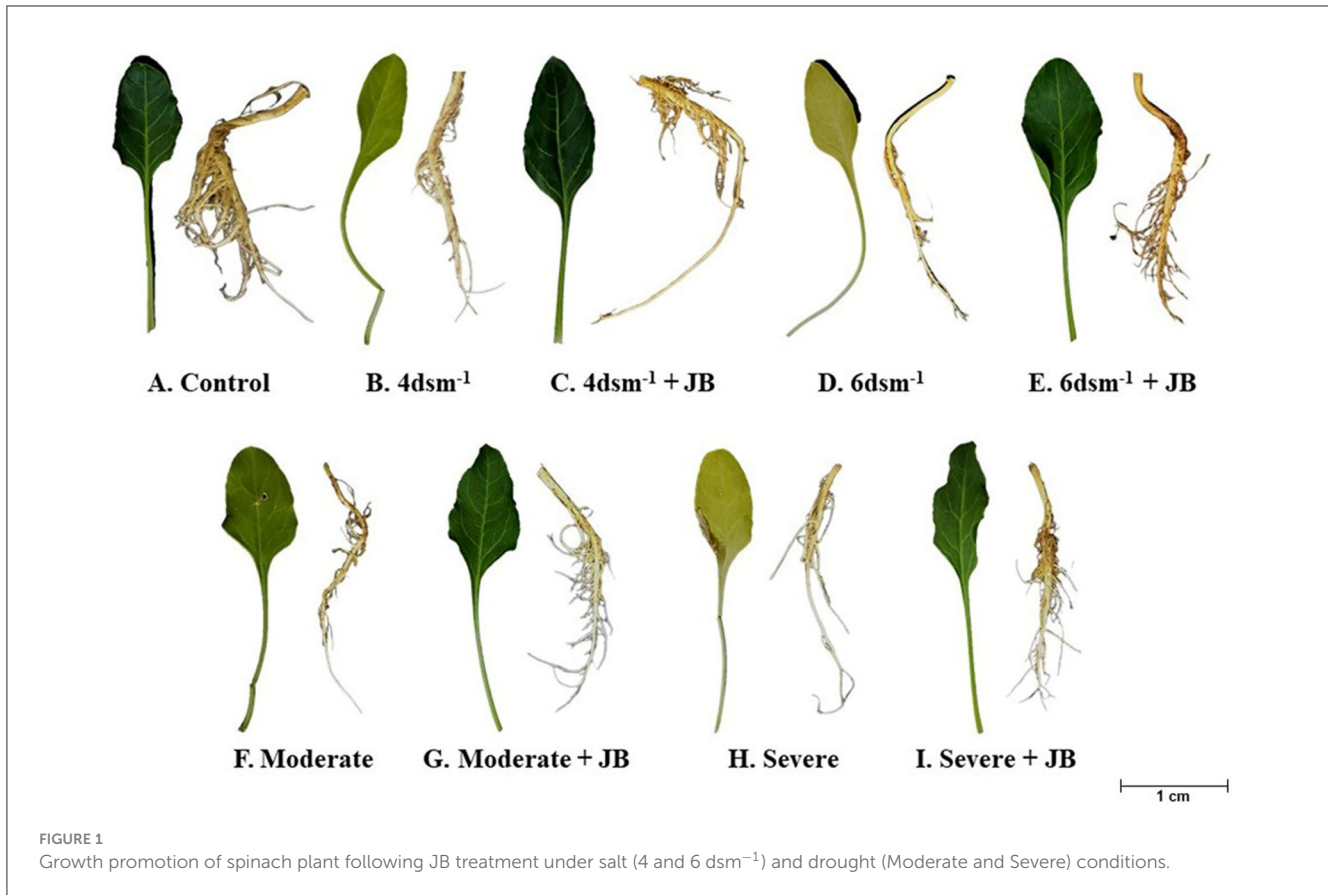 A. Control
B. 4dsm⁻¹
C. 4dsm⁻¹ + JB
D. 6dsm⁻¹
E. 6dsm⁻¹ + JB
F. Moderate
G. Moderate + JB
H. Severe
I. Severe + JB
1 cm
FIGURE 1
Growth promotion of spinach plant following JB treatment under salt (4 and 6 dsm⁻¹) and drought (Moderate and Severe) conditions.